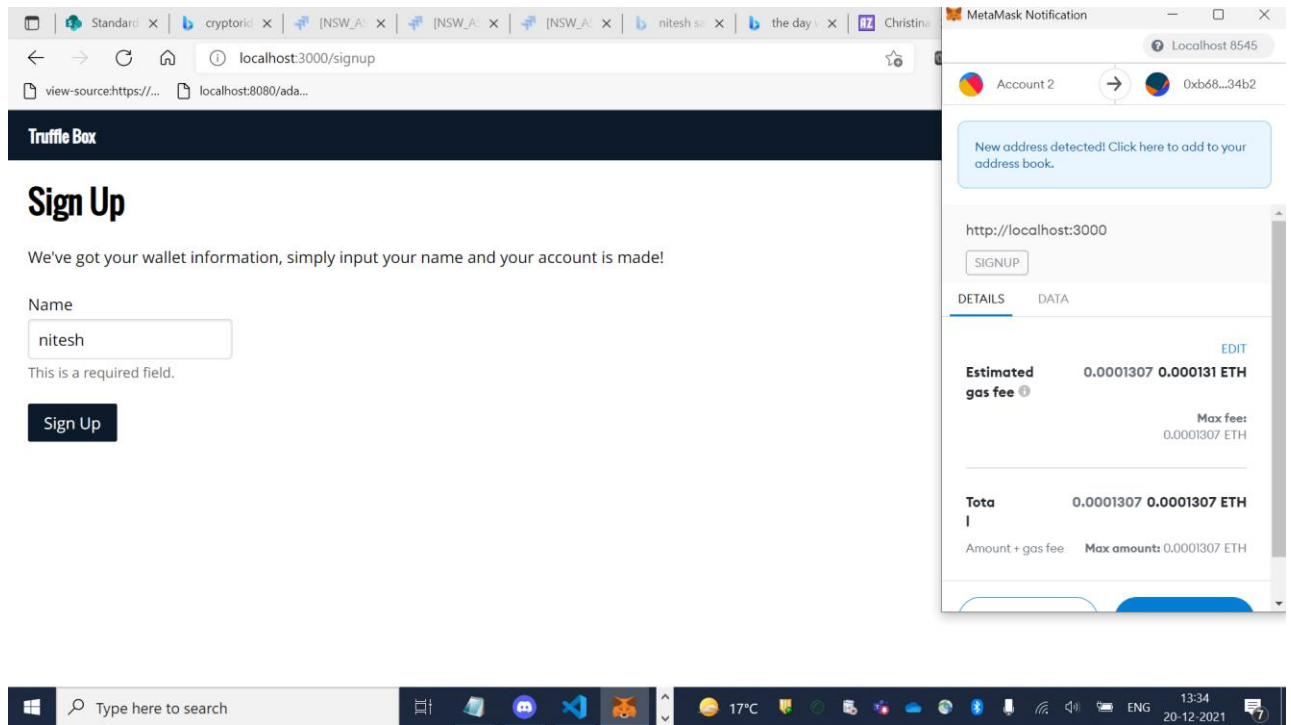 Standard
cryptorid
[NSW_A
[NSW_A
[NSW_A
nitesh sa
the day
Christina
localhost:3000/signup
view-source:https://...
localhost:8080/ada...
Truffle Box
Sign Up
We've got your wallet information, simply input your name and your account is made!
Name
nitesh
This is a required field.
Sign Up
MetaMask Notification
Localhost 8545
Account 2
0xb68...34b2
New address detected! Click here to add to your
address book.
http://localhost:3000
SIGNUP
DETAILS DATA
EDIT
Estimated 0.0001307 0.000131 ETH
gas fee
Max fee:
0.0001307 ETH
Tota 0.0001307 0.0001307 ETH
l
Amount + gas fee Max amount: 0.0001307 ETH
Type here to search
17°C
ENG
13:34
20-12-2021
7